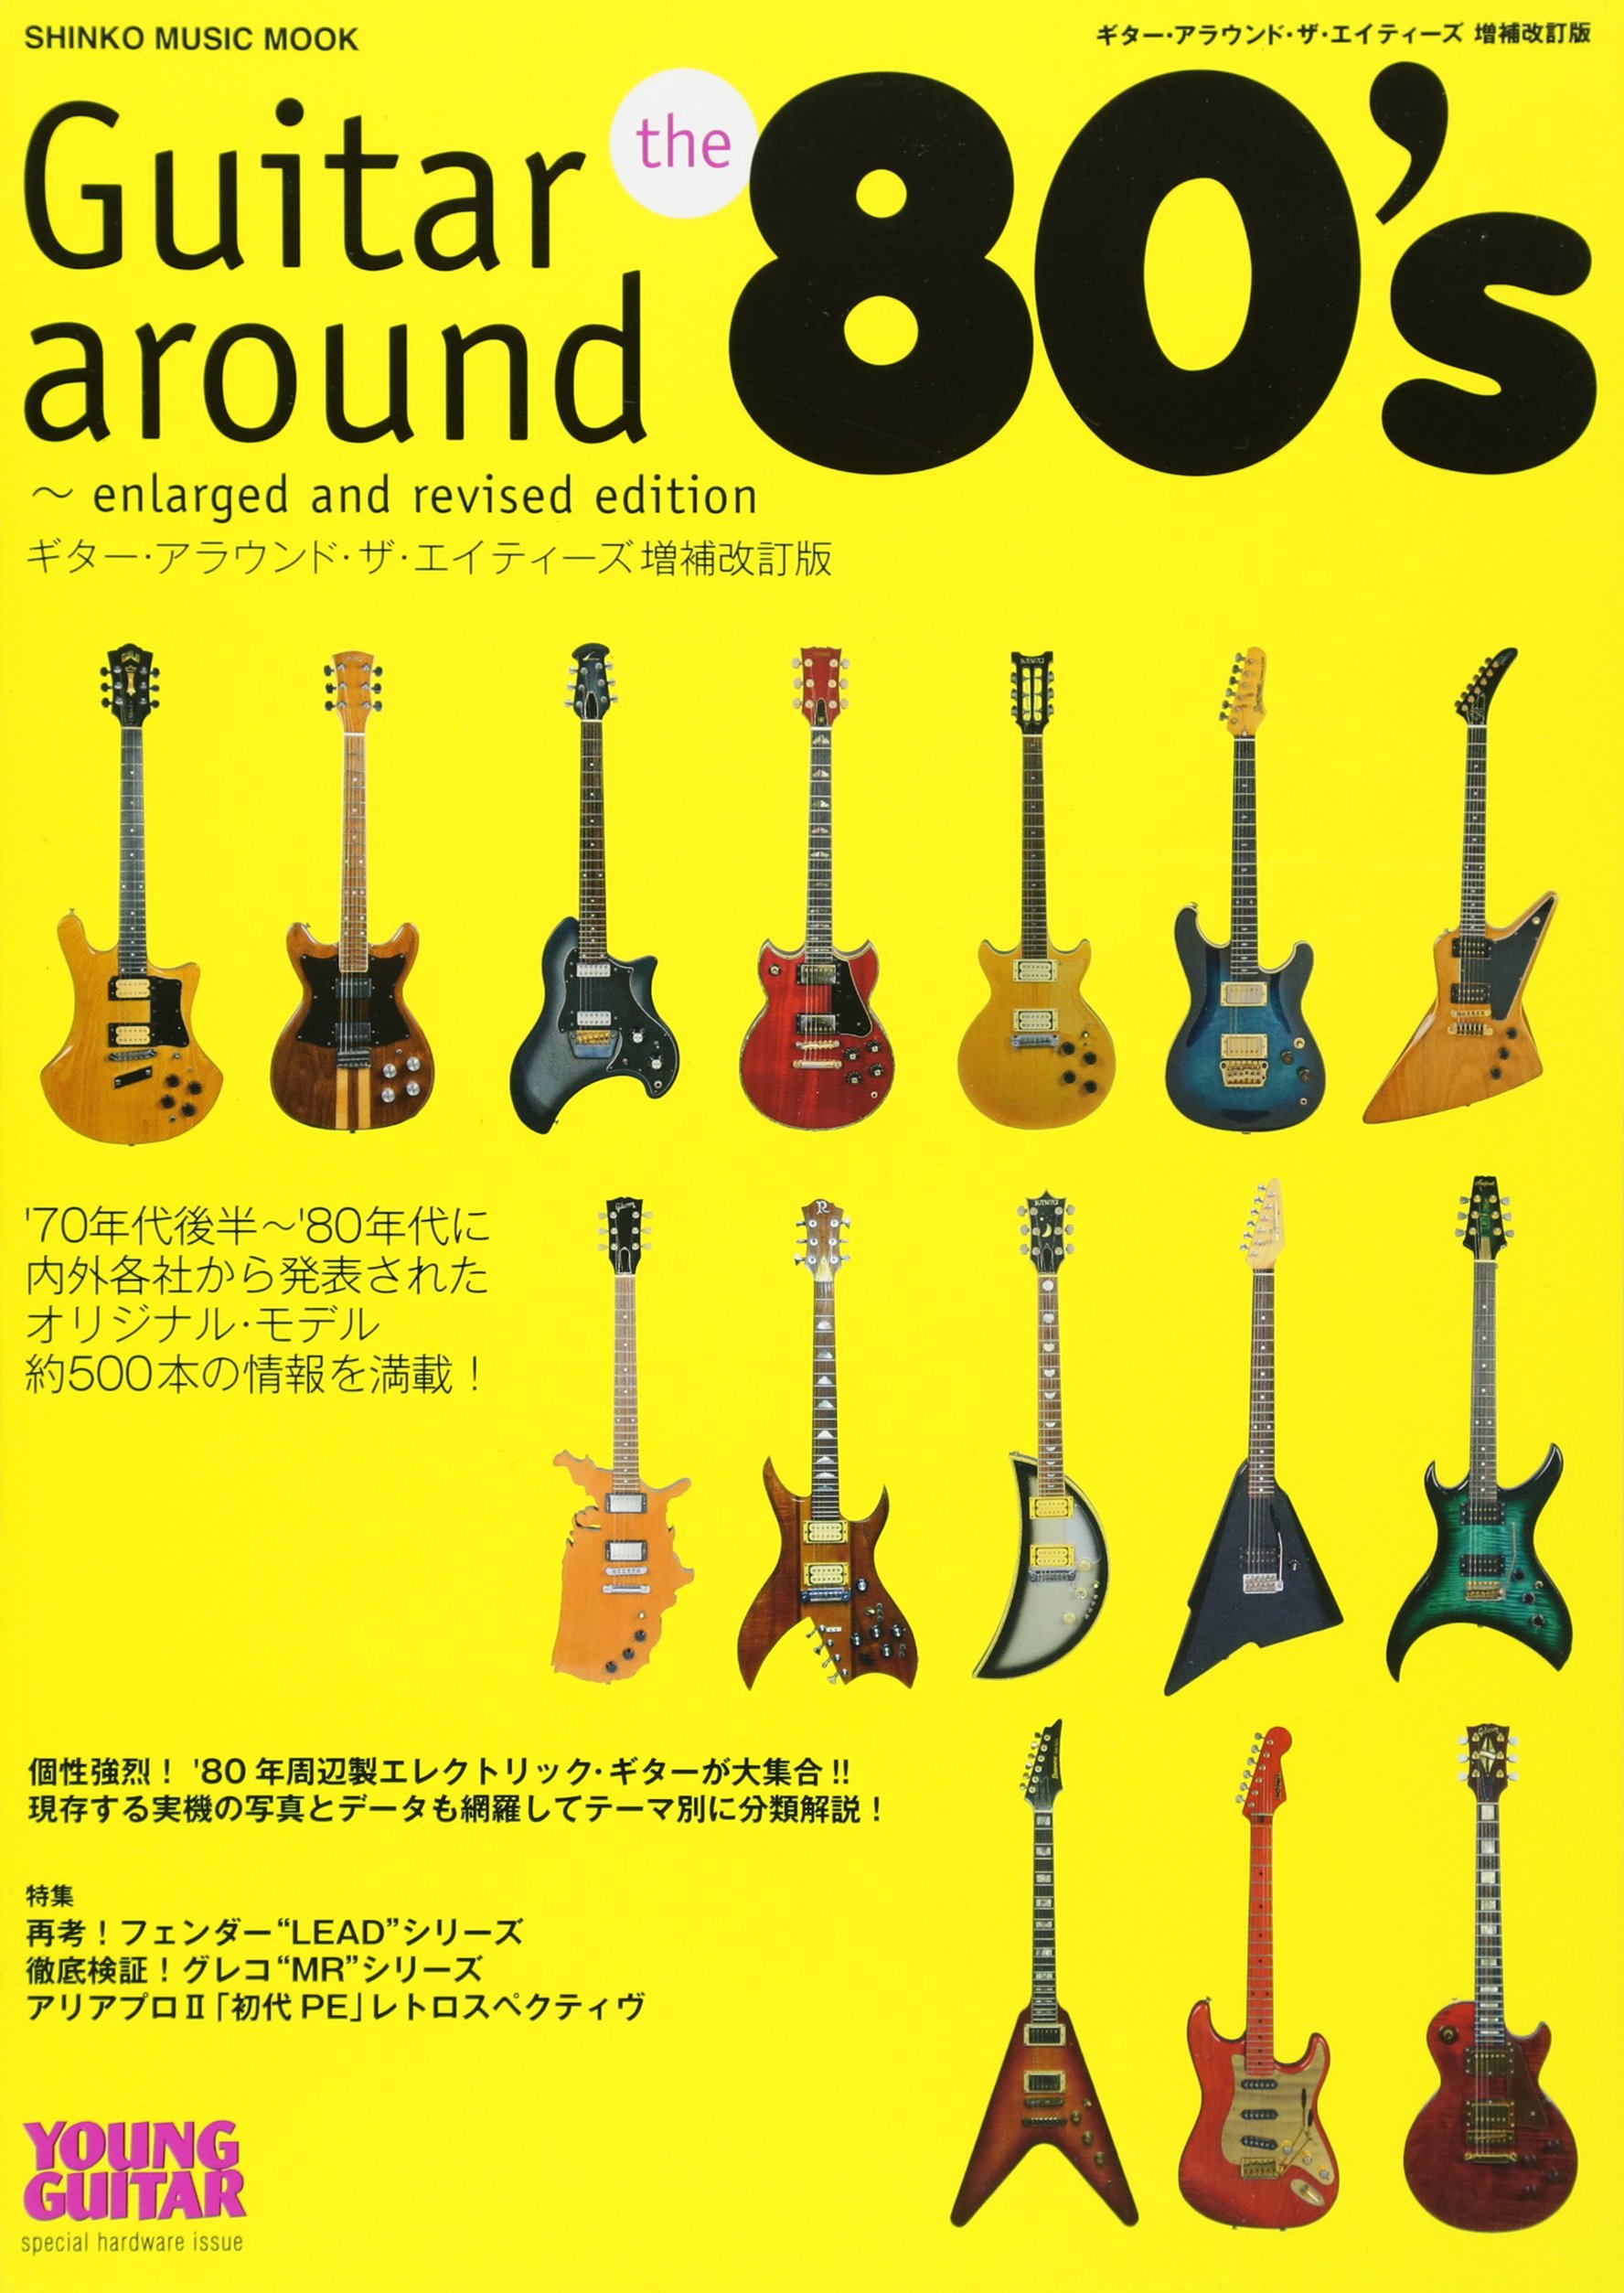 SHINKO MUSIC MOOK
ギター・アラウンド・ザ・エイティーズ 増補改訂版
Guitar
the
80's
around
～ enlarged and revised edition
ギター・アラウンド・ザ・エイティーズ増補改訂版
'70年代後半～'80年代に
内外各社から発表された
オリジナル・モデル
約500本の情報を満載！
個性強烈！ '80年周辺製エレクトリック・ギターが大集合!!
現存する実機の写真とデータも網羅してテーマ別に分類解説！
特集
再考！フェンダー“LEAD”シリーズ
徹底検証！グレコ“MR”シリーズ
アリアプロⅡ「初代PE」レトロスペクティヴ
YOUNG
GUITAR
special hardware issue